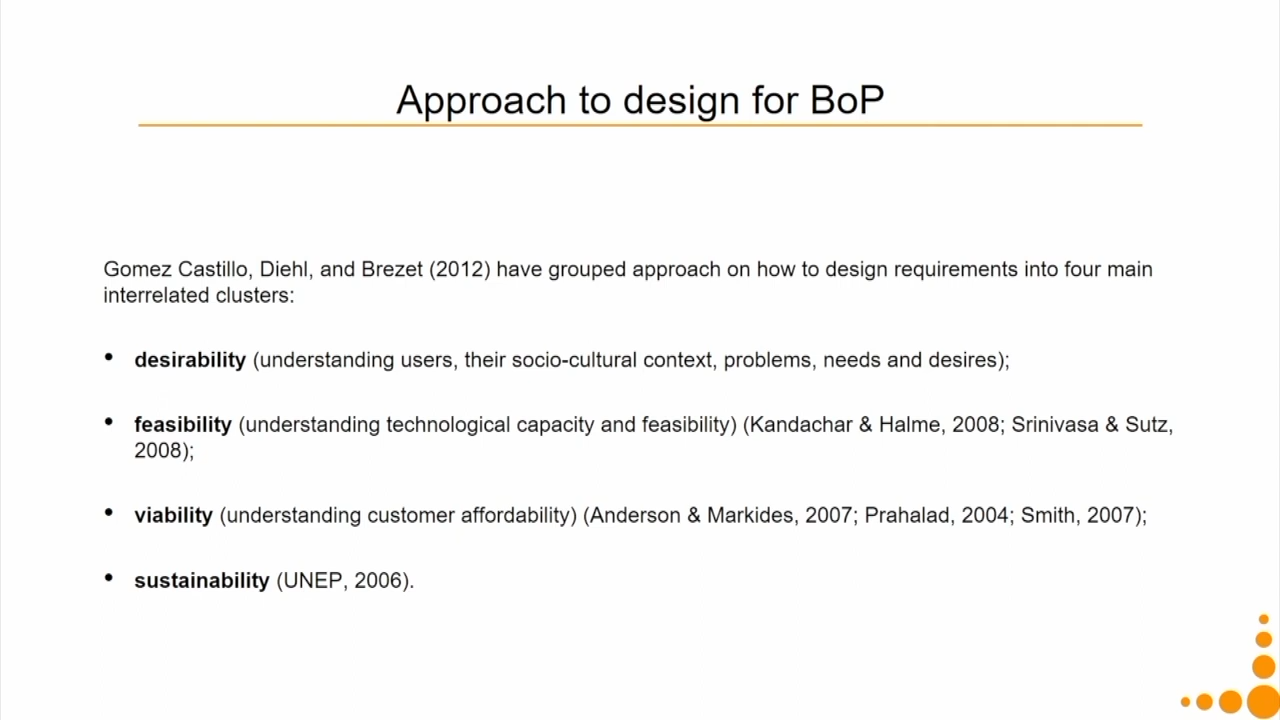 Approach to design for BoP
Gomez Castillo, Diehl, and Brezet (2012) have grouped approach on how to design requirements into four main
interrelated clusters:
• desirability (understanding users, their socio-cultural context, problems, needs and desires);
• feasibility (understanding technological capacity and feasibility) (Kandachar & Halme, 2008; Srinivasa & Sutz,
2008);
• viability (understanding customer affordability) (Anderson & Markides, 2007; Prahalad, 2004; Smith, 2007);
• sustainability (UNEP, 2006).